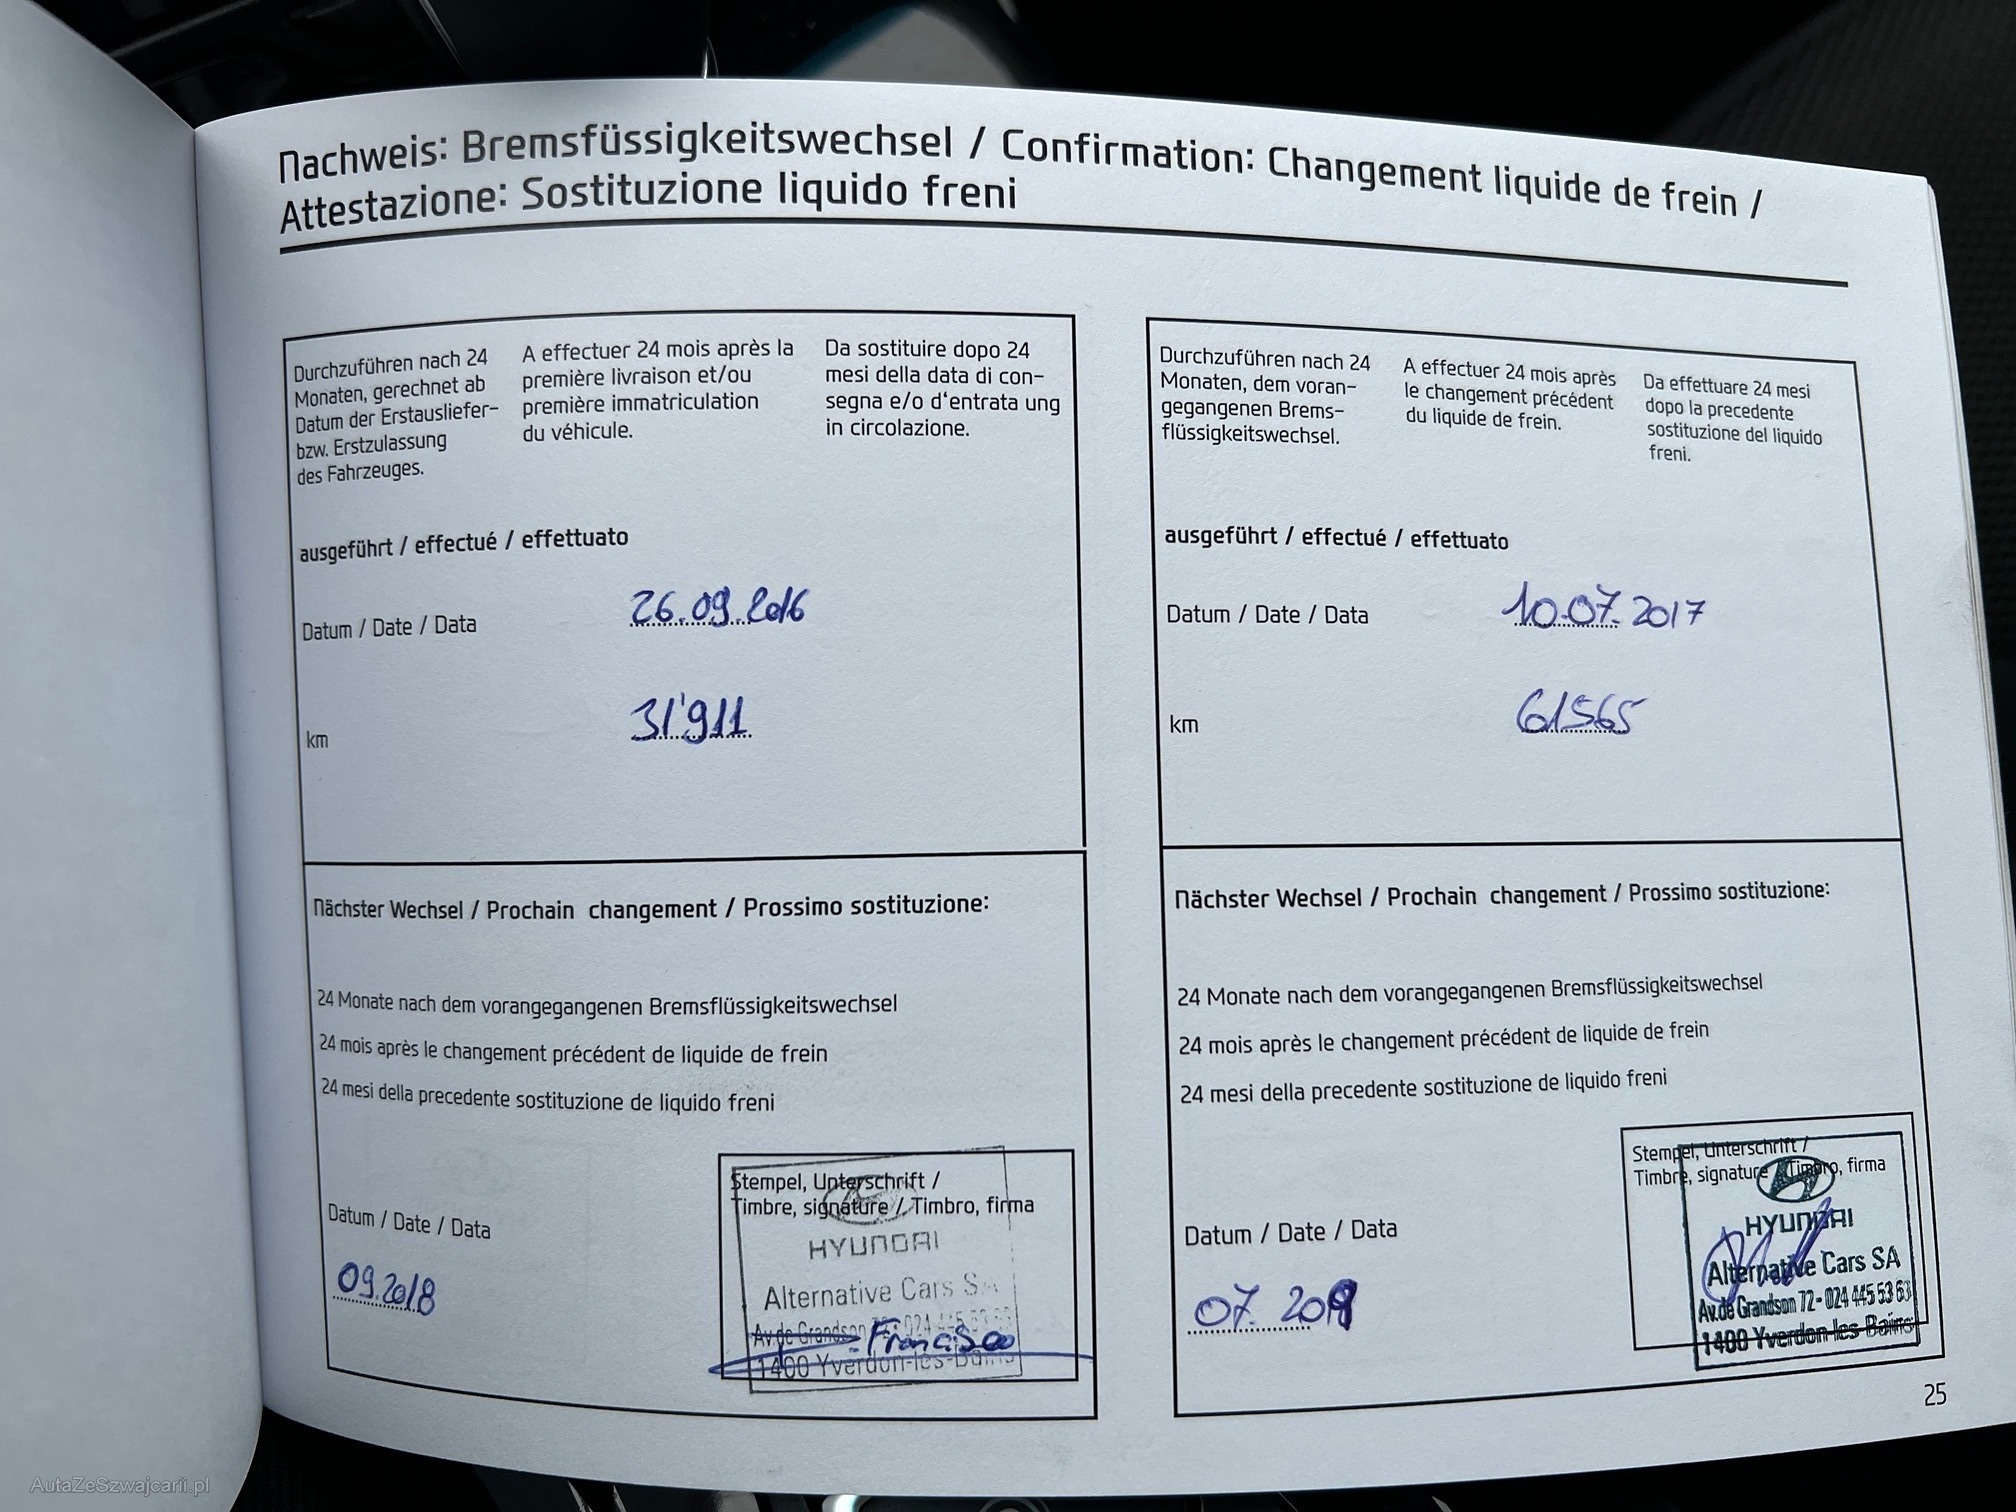 Nachweis: Bremsfüssigkeitswechsel / Confirmation: Changement liquide de frein /
Attestazione: Sostituzione liquido freni
Durchzuführen nach 24
Monaten, gerechnet ab
Datum der Erstausliefer-
bzw. Erstzulassung
des Fahrzeuges.
A effectuer 24 mois après la
première livraison et/ou
première immatriculation
du véhicule.
Da sostituire dopo 24
mesi della data di con-
segna e/o d'entrata ung
in circolazione.
ausgeführt / effectué / effettuato
Datum / Date / Data 26.09.2016
km 31'911
Nächster Wechsel / Prochain changement / Prossimo sostituzione:
24 Monate nach dem vorangegangenen Bremsflüssigkeitswechsel
24 mois après le changement précédent de liquide de frein
24 mesi della precedente sostituzione de liquido freni
Datum / Date / Data
09.2018
Stempel, Unterschrift /
Timbre, signature / Timbro, firma
HYUNDAI
Alternative Cars SA
Av.de Grandson 72 - 024 445 53 63
Francisco
1400 Yverdon-les-Bains
Durchzuführen nach 24
Monaten, dem voran-
gegangenen Brems-
flüssigkeitswechsel.
A effectuer 24 mois après
le changement précédent
du liquide de frein.
Da effettuare 24 mesi
dopo la precedente
sostituzione del liquido
freni.
ausgeführt / effectué / effettuato
Datum / Date / Data 10.07.2017
km 61565
Nächster Wechsel / Prochain changement / Prossimo sostituzione:
24 Monate nach dem vorangegangenen Bremsflüssigkeitswechsel
24 mois après le changement précédent de liquide de frein
24 mesi della precedente sostituzione de liquido freni
Datum / Date / Data
07.2019
Stempel, Unterschrift /
Timbre, signature / Timbro, firma
HYUNDAI
Alternative Cars SA
Av.de Grandson 72 - 024 445 53 63
1400 Yverdon-les-Bains
25
AutaZeSzwajcarii.pl